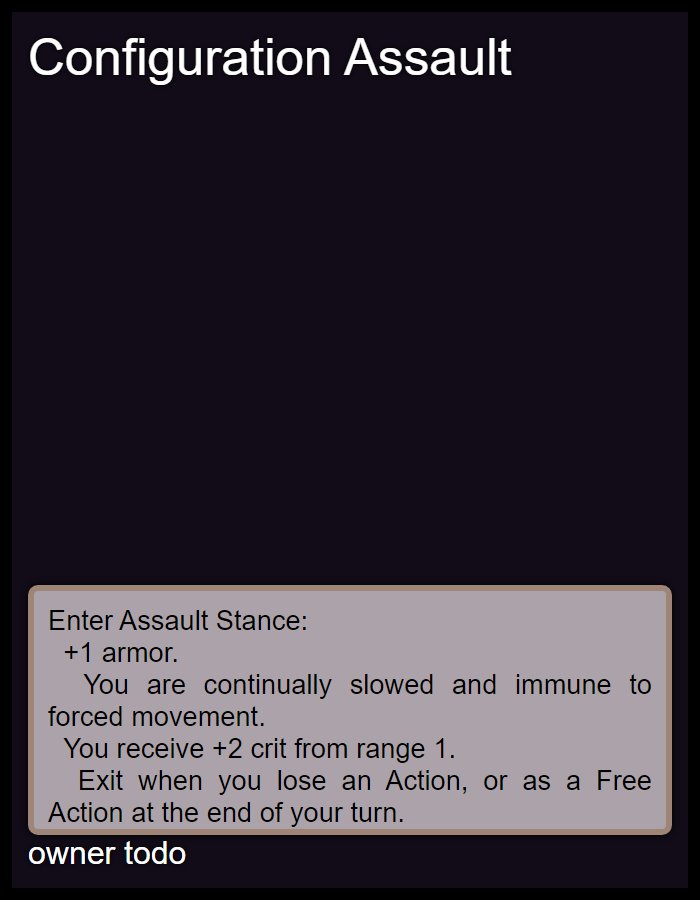 Configuration Assault
Enter Assault Stance:
+1 armor.
You are continually slowed and immune to
forced movement.
You receive +2 crit from range 1.
Exit when you lose an Action, or as a Free
Action at the end of your turn.
owner todo